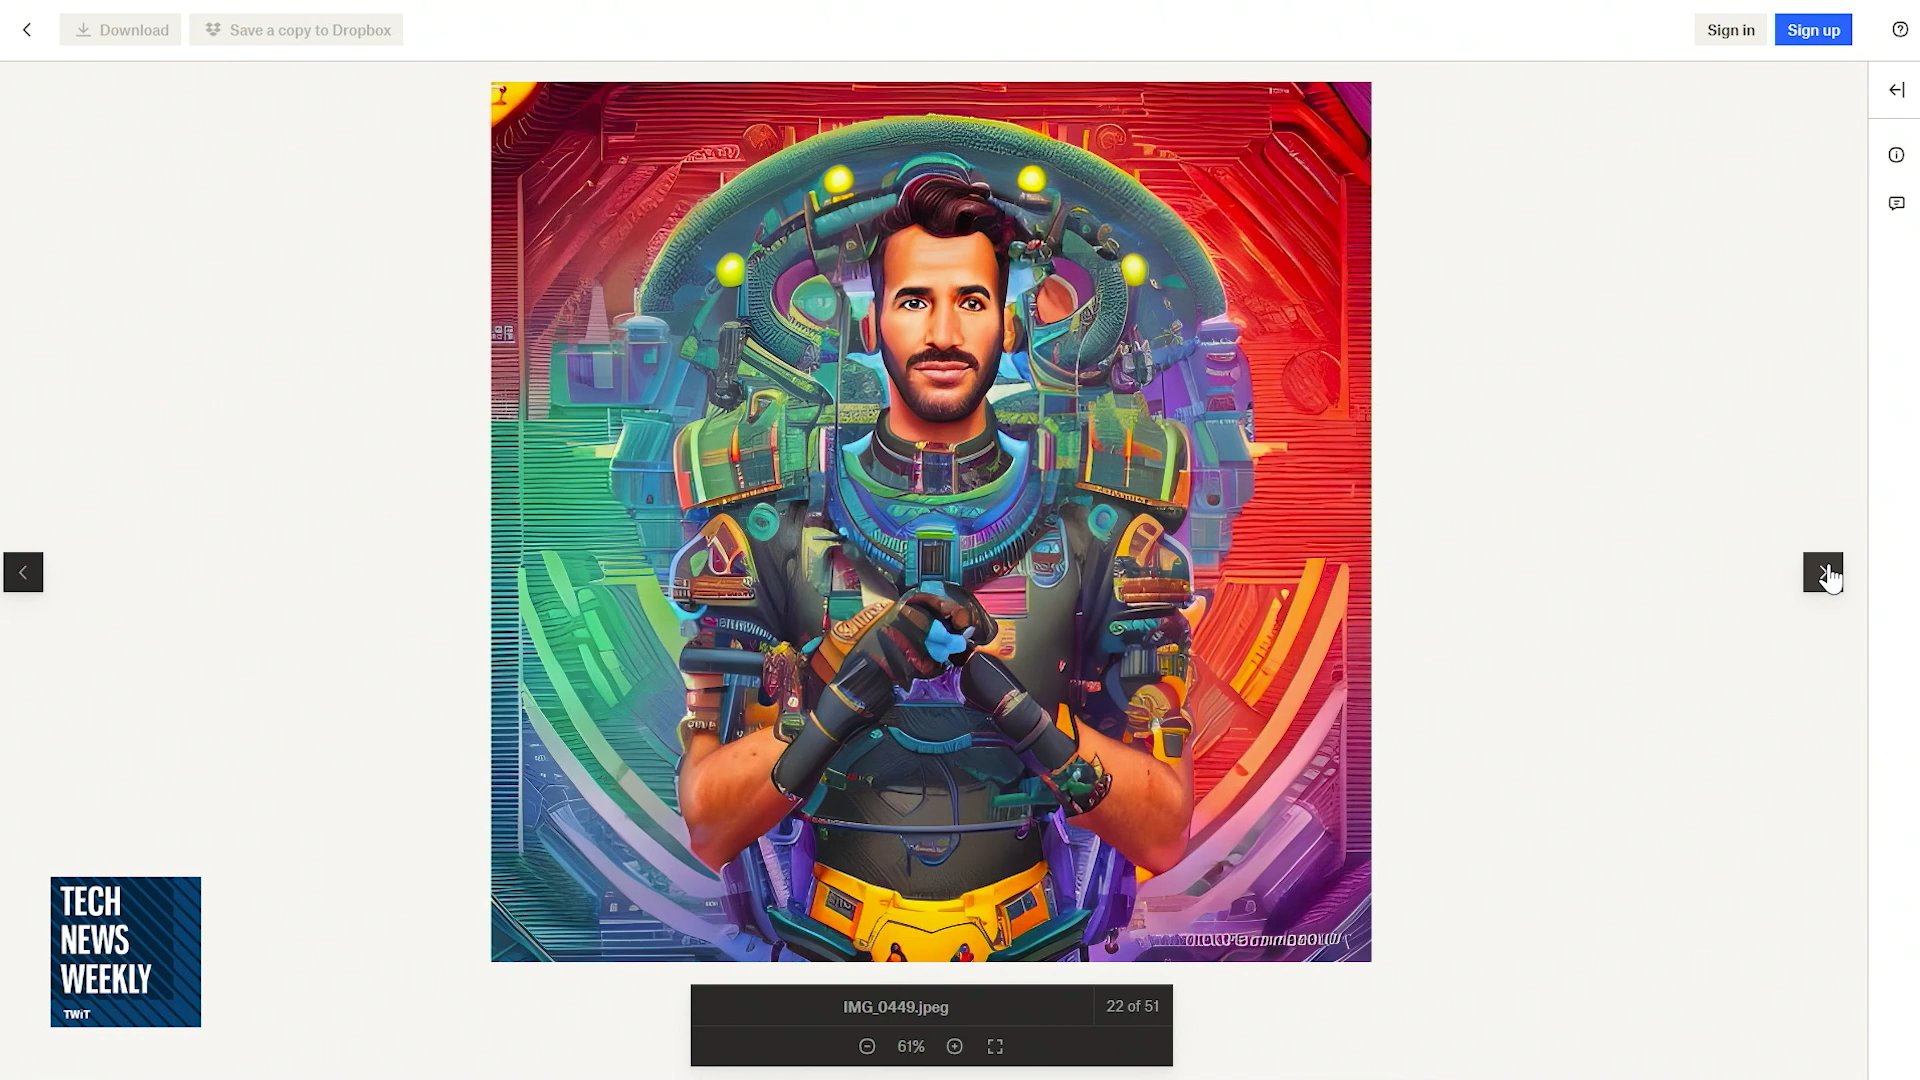 Download
Save a copy to Dropbox
Sign in
Sign up
TECH
NEWS
WEEKLY
TWiT
IMG_0449.jpeg
22 of 51
61%